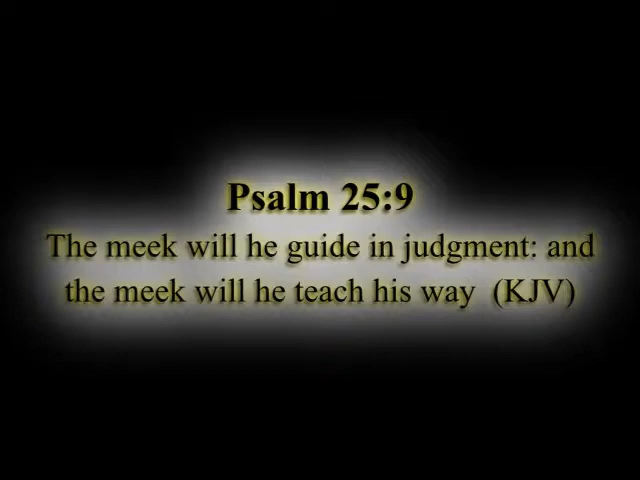 Psalm 25:9
The meek will he guide in judgment: and
the meek will he teach his way (KJV)